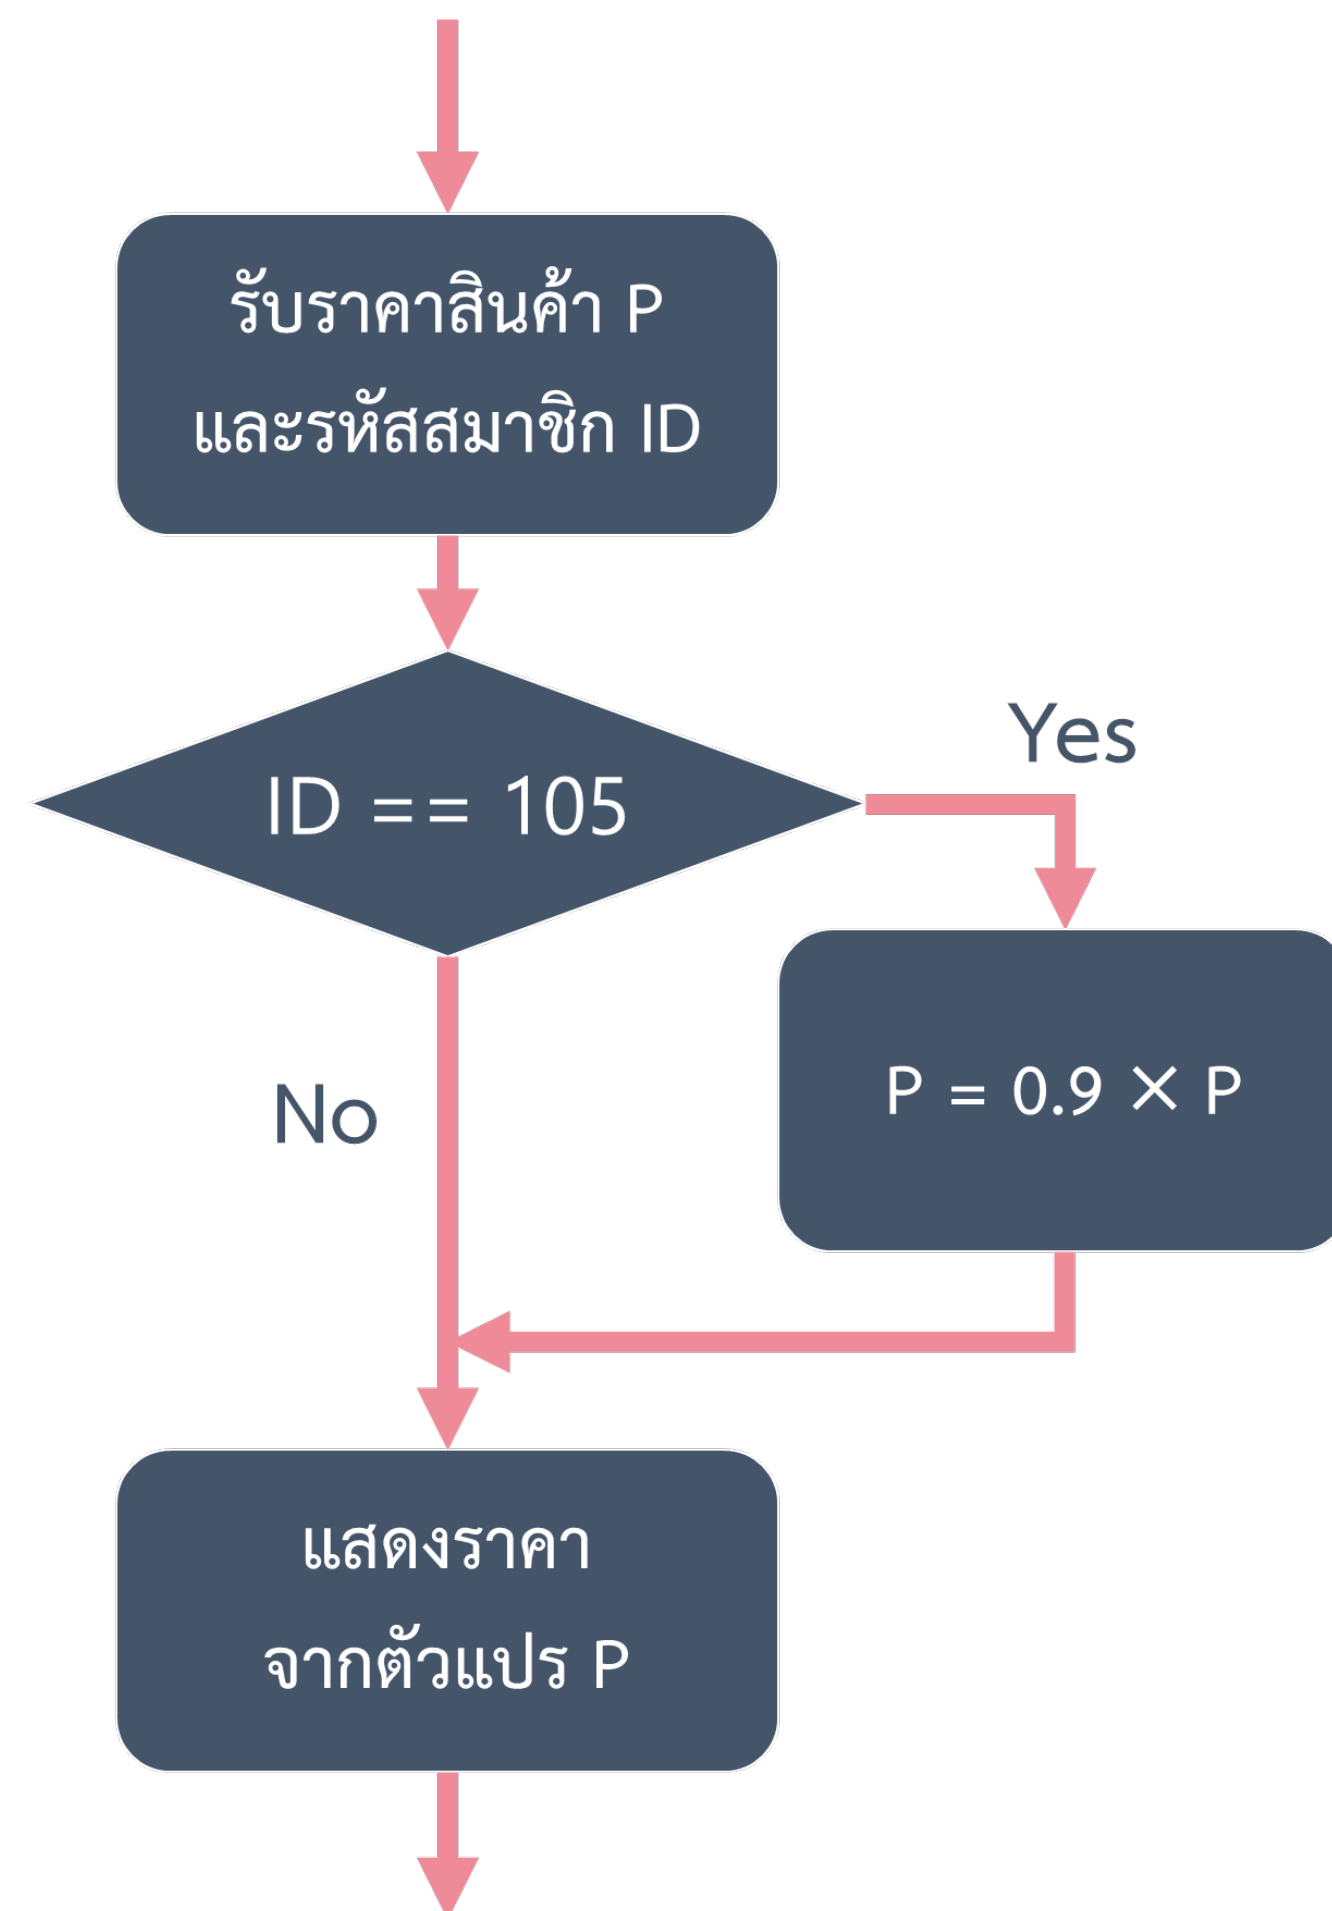 รับราคาสินค้า P
และรหัสสมาชิก ID
ID == 105
Yes
P = 0.9 × P
No
แสดงราคา
จากตัวแปร P